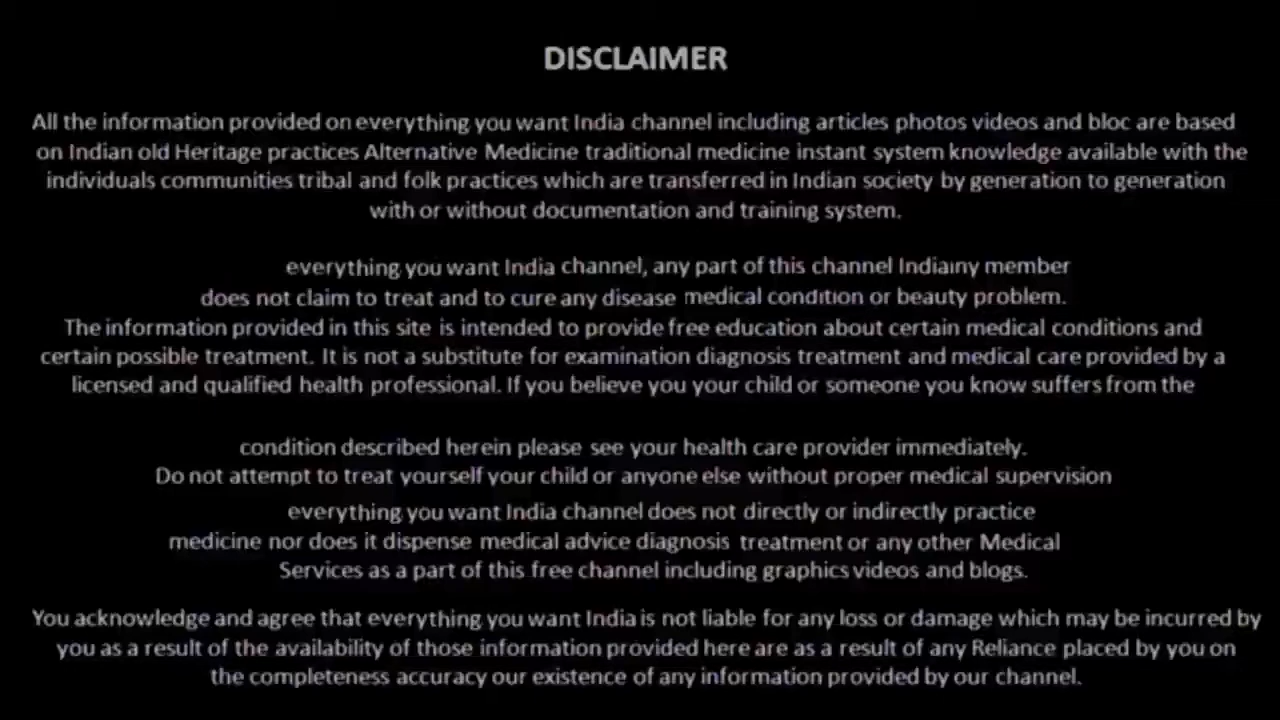 DISCLAIMER
All the information provided on everything you want India channel including articles photos videos and bloc are based
on Indian old Heritage practices Alternative Medicine traditional medicine instant system knowledge available with the
individuals communities tribal and folk practices which are transferred in Indian society by generation to generation
with or without documentation and training system.
everything you want India channel, any part of this channel Indiainy member
does not claim to treat and to cure any disease medical condition or beauty problem.
The information provided in this site is intended to provide free education about certain medical conditions and
certain possible treatment. It is not a substitute for examination diagnosis treatment and medical care provided by a
licensed and qualified health professional. If you believe you your child or someone you know suffers from the
condition described herein please see your health care provider immediately.
Do not attempt to treat yourself your child or anyone else without proper medical supervision
everything you want India channel does not directly or indirectly practice
medicine nor does it dispense medical advice diagnosis treatment or any other Medical
Services as a part of this free channel including graphics videos and blogs.
You acknowledge and agree that everything you want India is not liable for any loss or damage which may be incurred by
you as a result of the availability of those information provided here are as a result of any Reliance placed by you on
the completeness accuracy our existence of any information provided by our channel.